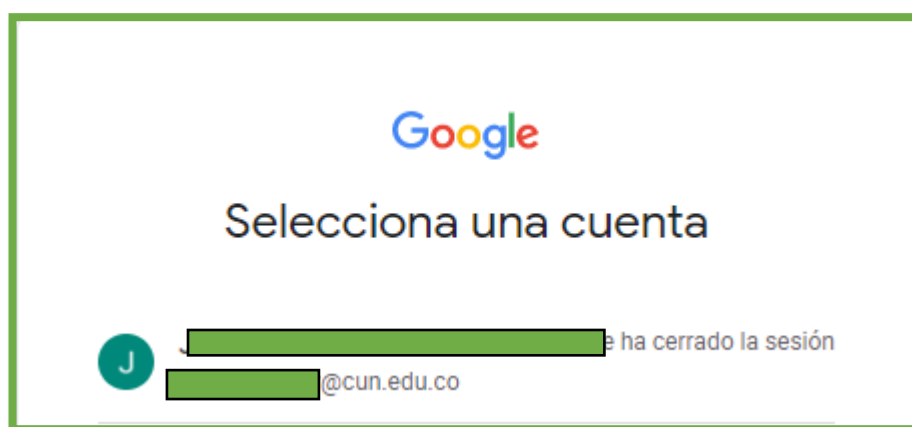 Google
Selecciona una cuenta
J
ha cerrado la sesión
@cun.edu.co